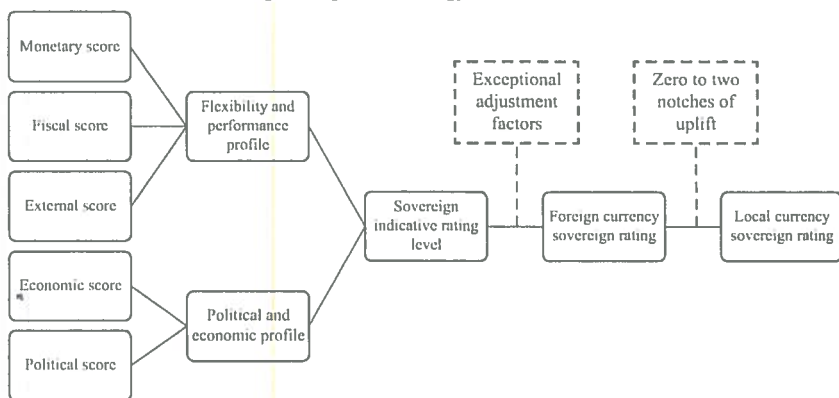 Monetary score
Fiscal score
External score
Economic score
Political score
Flexibility and
performance
profile
Political and
economic profile
Sovereign
indicative rating
level
Exceptional
adjustment
factors
Foreign currency
sovereign rating
Zero to two
notches of
uplift
Local currency
sovereign rating